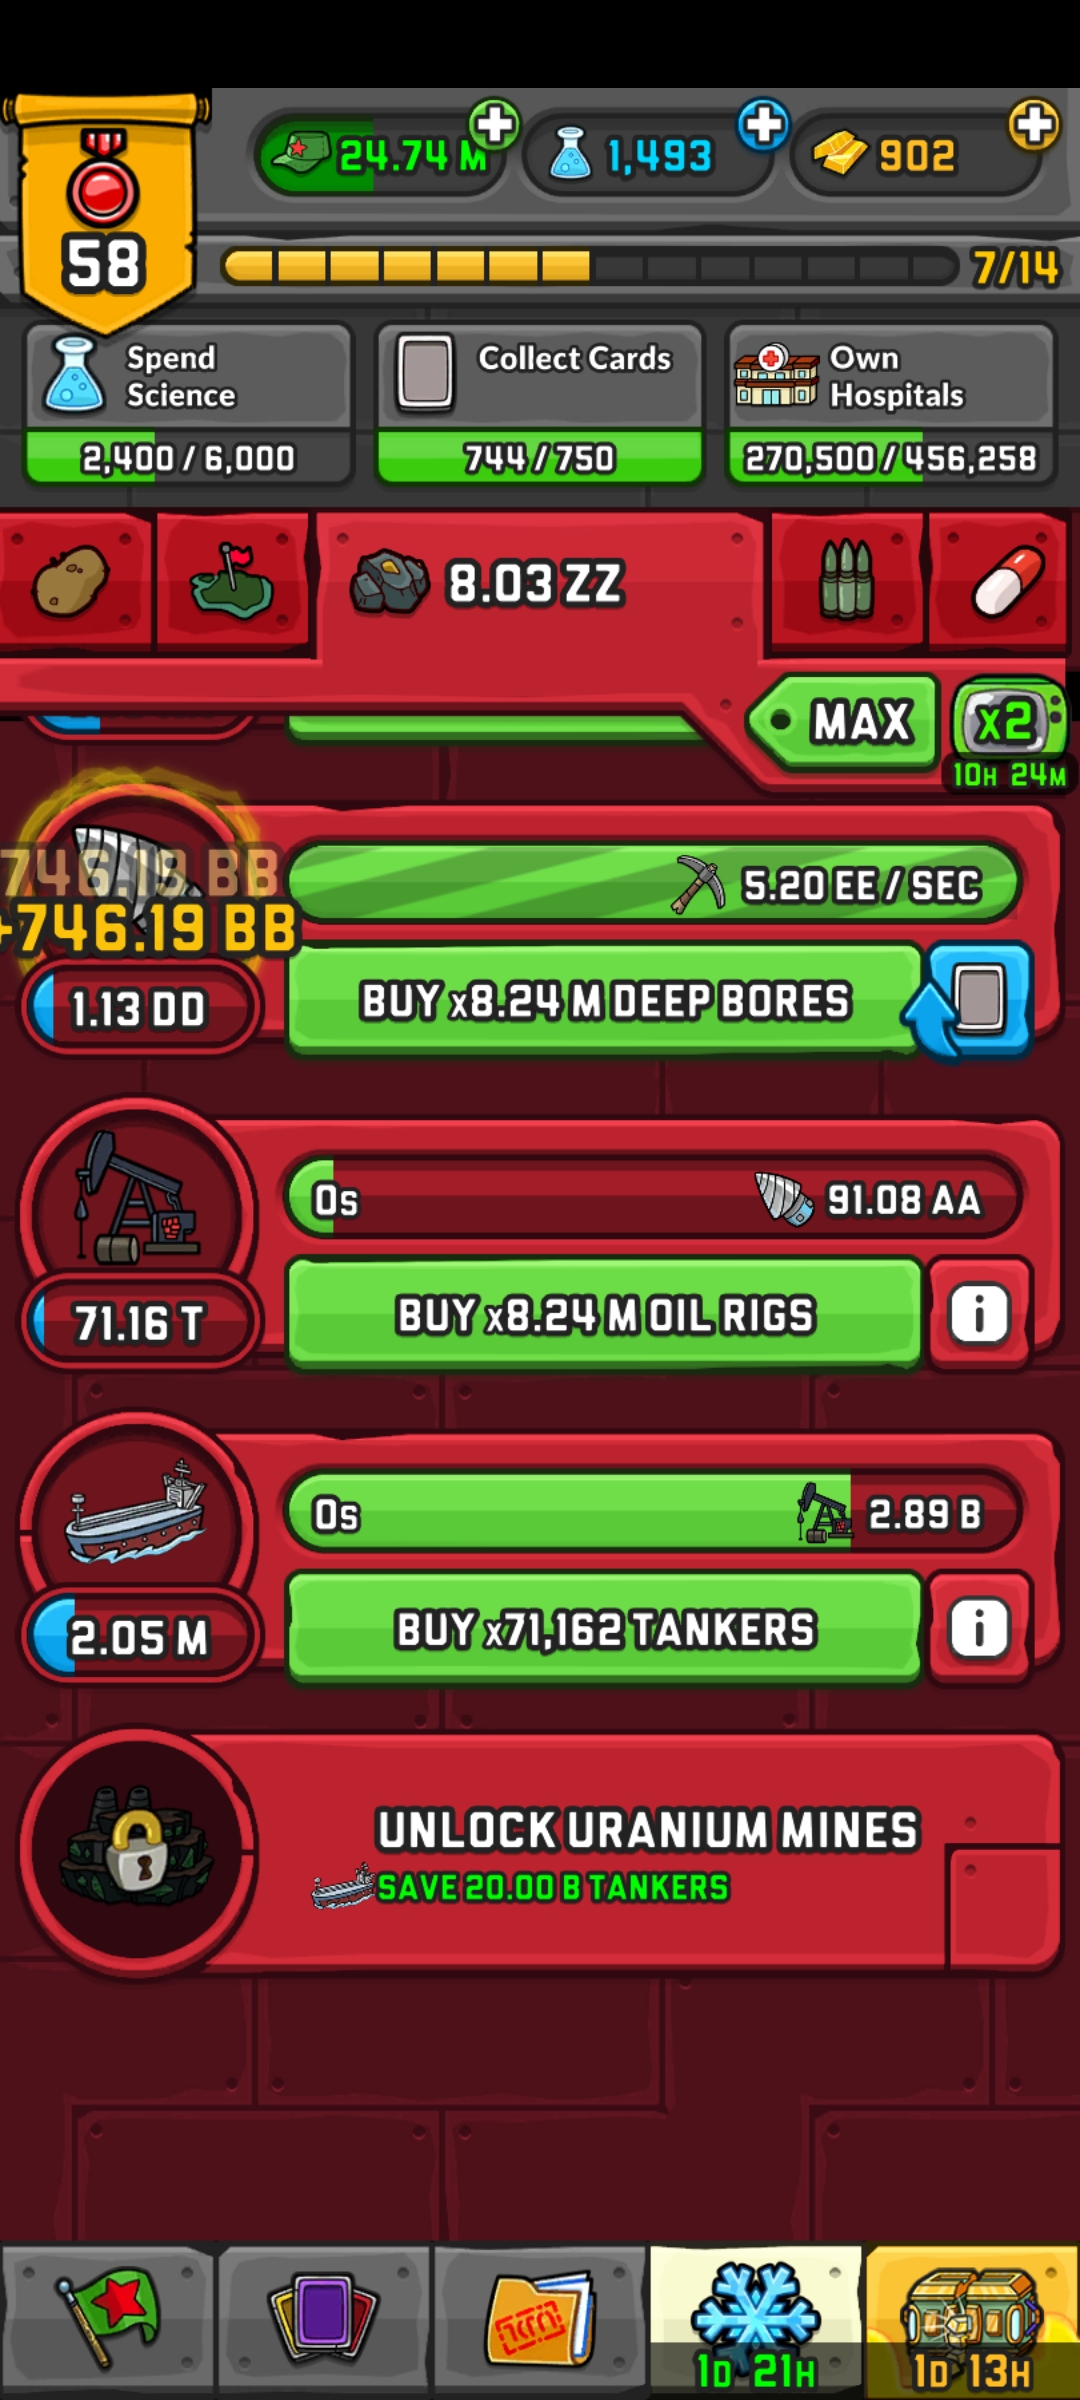 24.74 M
1,493
902
58
7/14
Spend
Science
2,400 / 6,000
Collect Cards
744 / 750
Own
Hospitals
270,500 / 456,258
8.03 ZZ
MAX
x2
10H 24M
746.19 BB
+746.19 BB
5.20 EE / SEC
1.13 DD
BUY x8.24 M DEEP BORES
0s
91.08 AA
71.16 T
BUY x8.24 M OIL RIGS
i
0s
2.89 B
2.05 M
BUY x71,162 TANKERS
i
UNLOCK URANIUM MINES
SAVE 20.00 B TANKERS
1D 21H
1D 13H